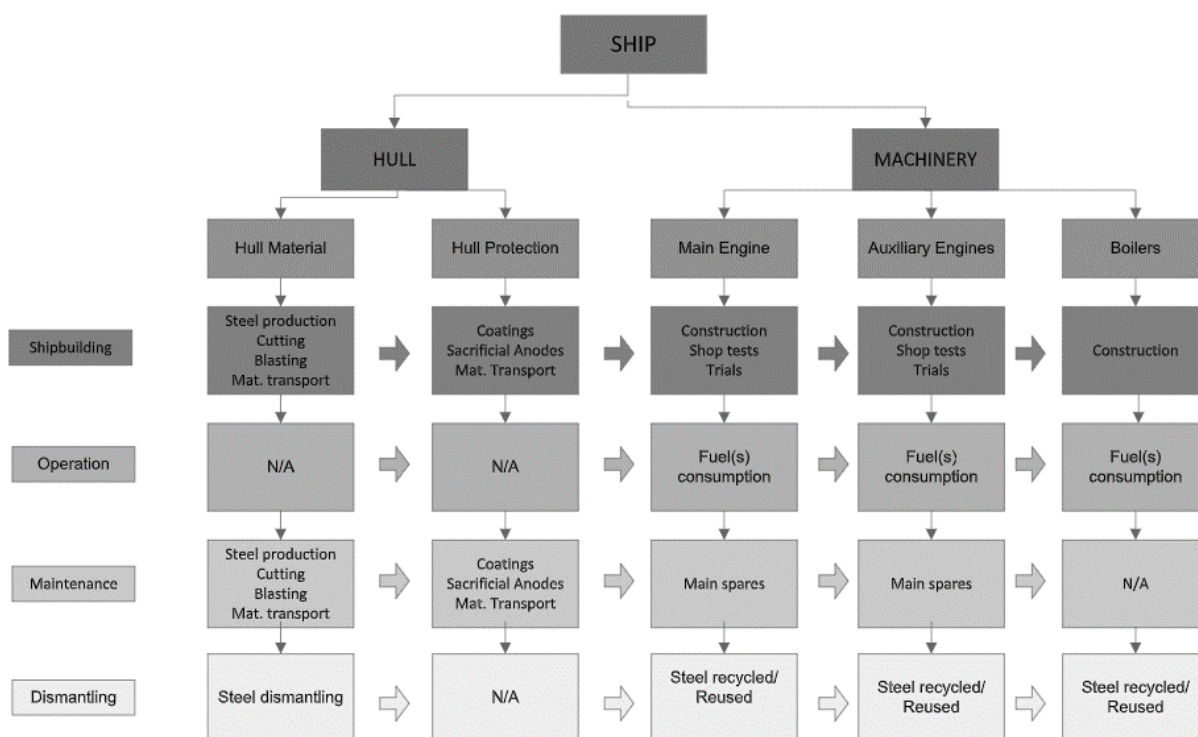 SHIP
HULL
MACHINERY
Hull Material
Hull Protection
Main Engine
Auxiliary Engines
Boilers
Shipbuilding
Steel production
Cutting
Blasting
Mat. transport
Coatings
Sacrificial Anodes
Mat. Transport
Construction
Shop tests
Trials
Construction
Shop tests
Trials
Construction
Operation
N/A
N/A
Fuel(s)
consumption
Fuel(s)
consumption
Fuel(s)
consumption
Maintenance
Steel production
Cutting
Blasting
Mat. transport
Coatings
Sacrificial Anodes
Mat. Transport
Main spares
Main spares
N/A
Dismantling
Steel dismantling
N/A
Steel recycled/
Reused
Steel recycled/
Reused
Steel recycled/
Reused